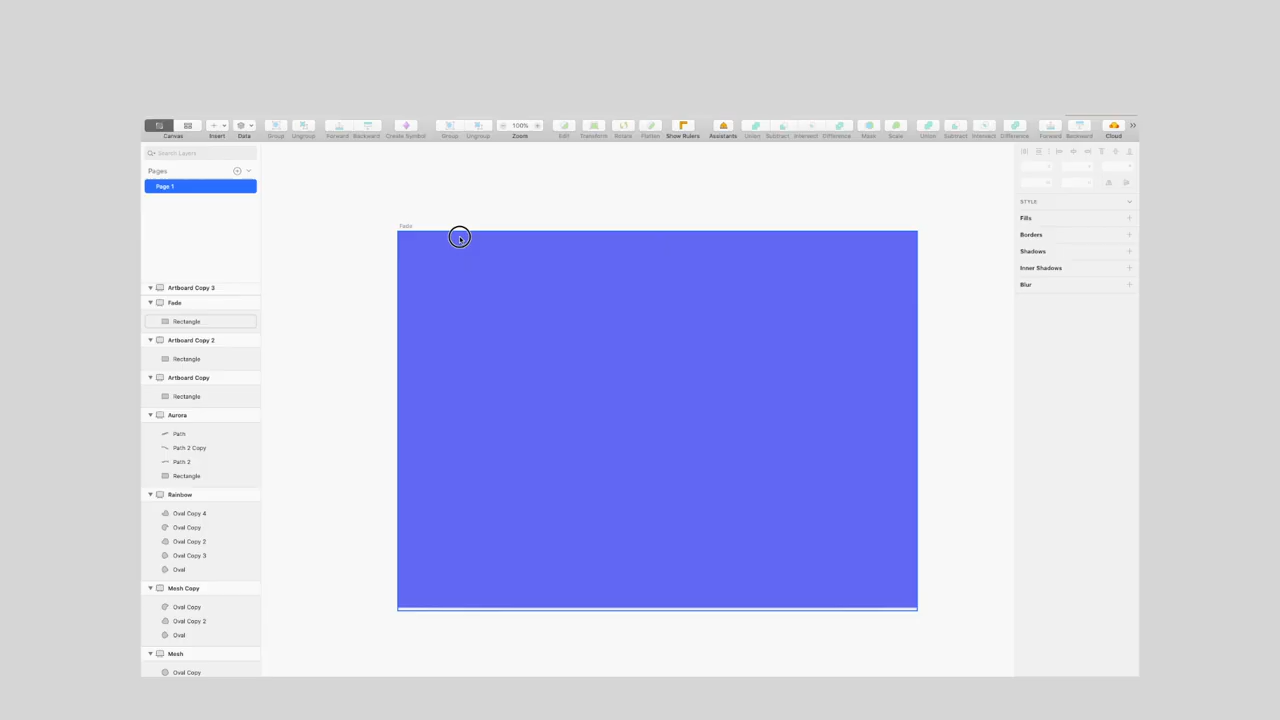 100%
Canvas Insert Data Group Ungroup Forward Backward Create Symbol Group Ungroup Zoom Edit Transform Rotate Flatten Show Rulers Assistants Union Subtract Intersect Difference Mask Scale Union Subtract Intersect Difference Forward Backward Cloud
Search Layers
Pages
Page 1
Artboard Copy 3
Fade
Rectangle
Artboard Copy 2
Rectangle
Artboard Copy
Rectangle
Aurora
Path
Path 2 Copy
Path 2
Rectangle
Rainbow
Oval Copy 4
Oval Copy
Oval Copy 2
Oval Copy 3
Oval
Mesh Copy
Oval Copy
Oval Copy 2
Oval
Mesh
Oval Copy
Fade
STYLE
Fills
Borders
Shadows
Inner Shadows
Blur